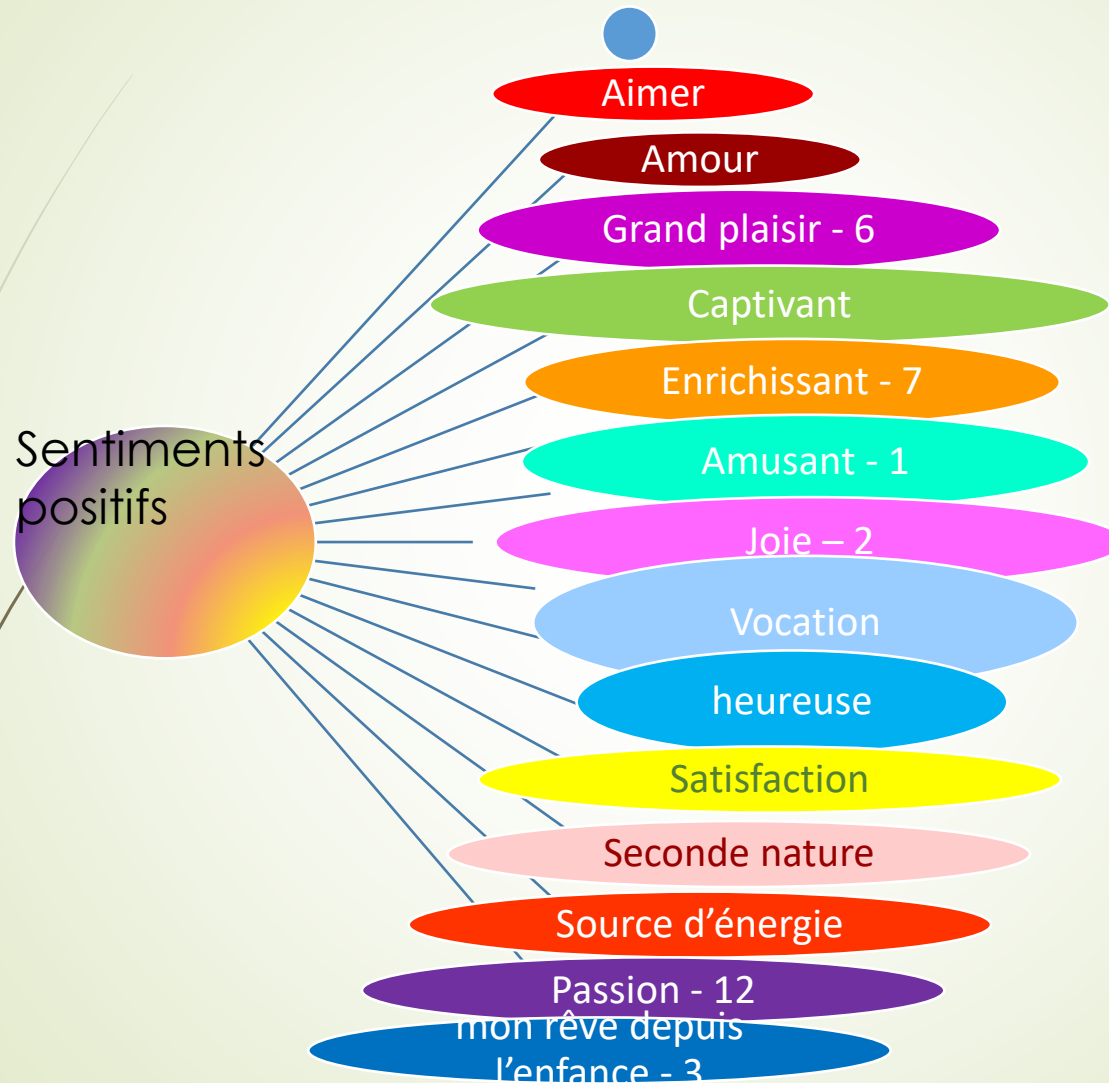 Aimer
Amour
Grand plaisir - 6
Captivant
Enrichissant - 7
Sentiments
positifs
Amusant - 1
Joie – 2
Vocation
heureuse
Satisfaction
Seconde nature
Source d’énergie
Passion - 12
mon rêve depuis
l’enfance - 3